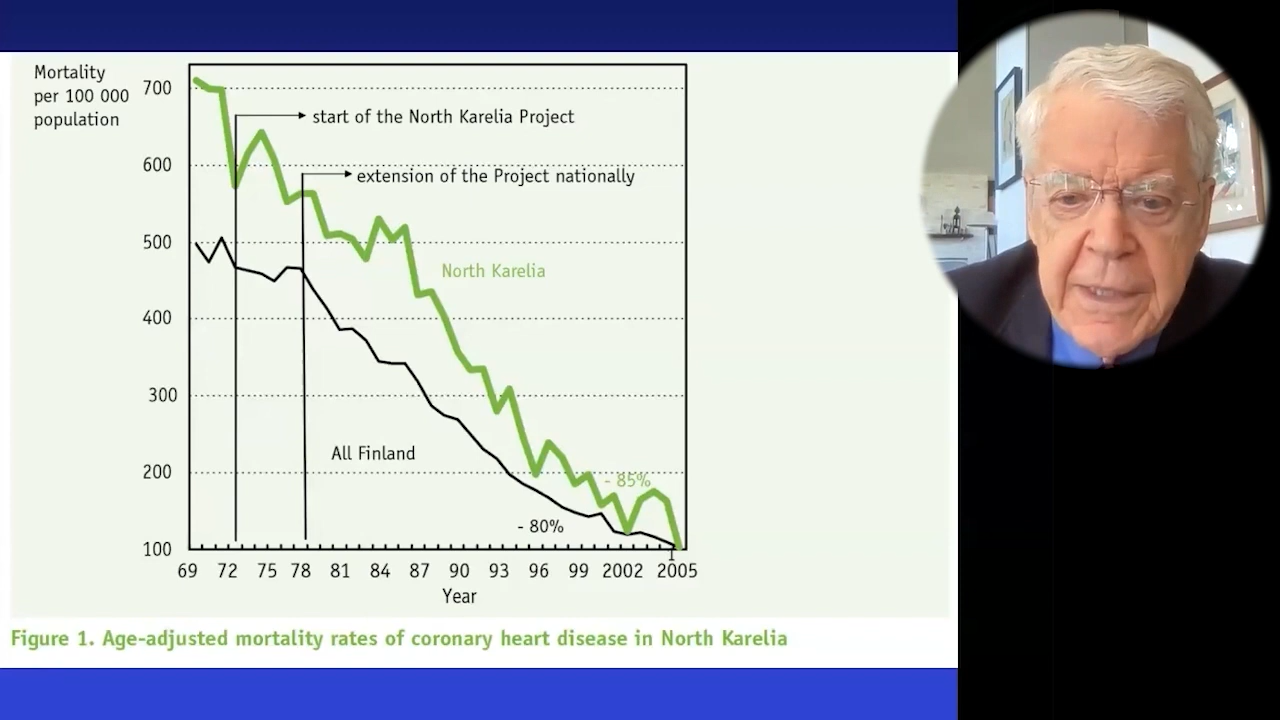 Mortality
per 100 000
population
700
600
500
400
300
200
100
start of the North Karelia Project
extension of the Project nationally
North Karelia
All Finland
- 85%
- 80%
69 72 75 78 81 84 87 90 93 96 99 2002 2005
Year
Figure 1. Age-adjusted mortality rates of coronary heart disease in North Karelia